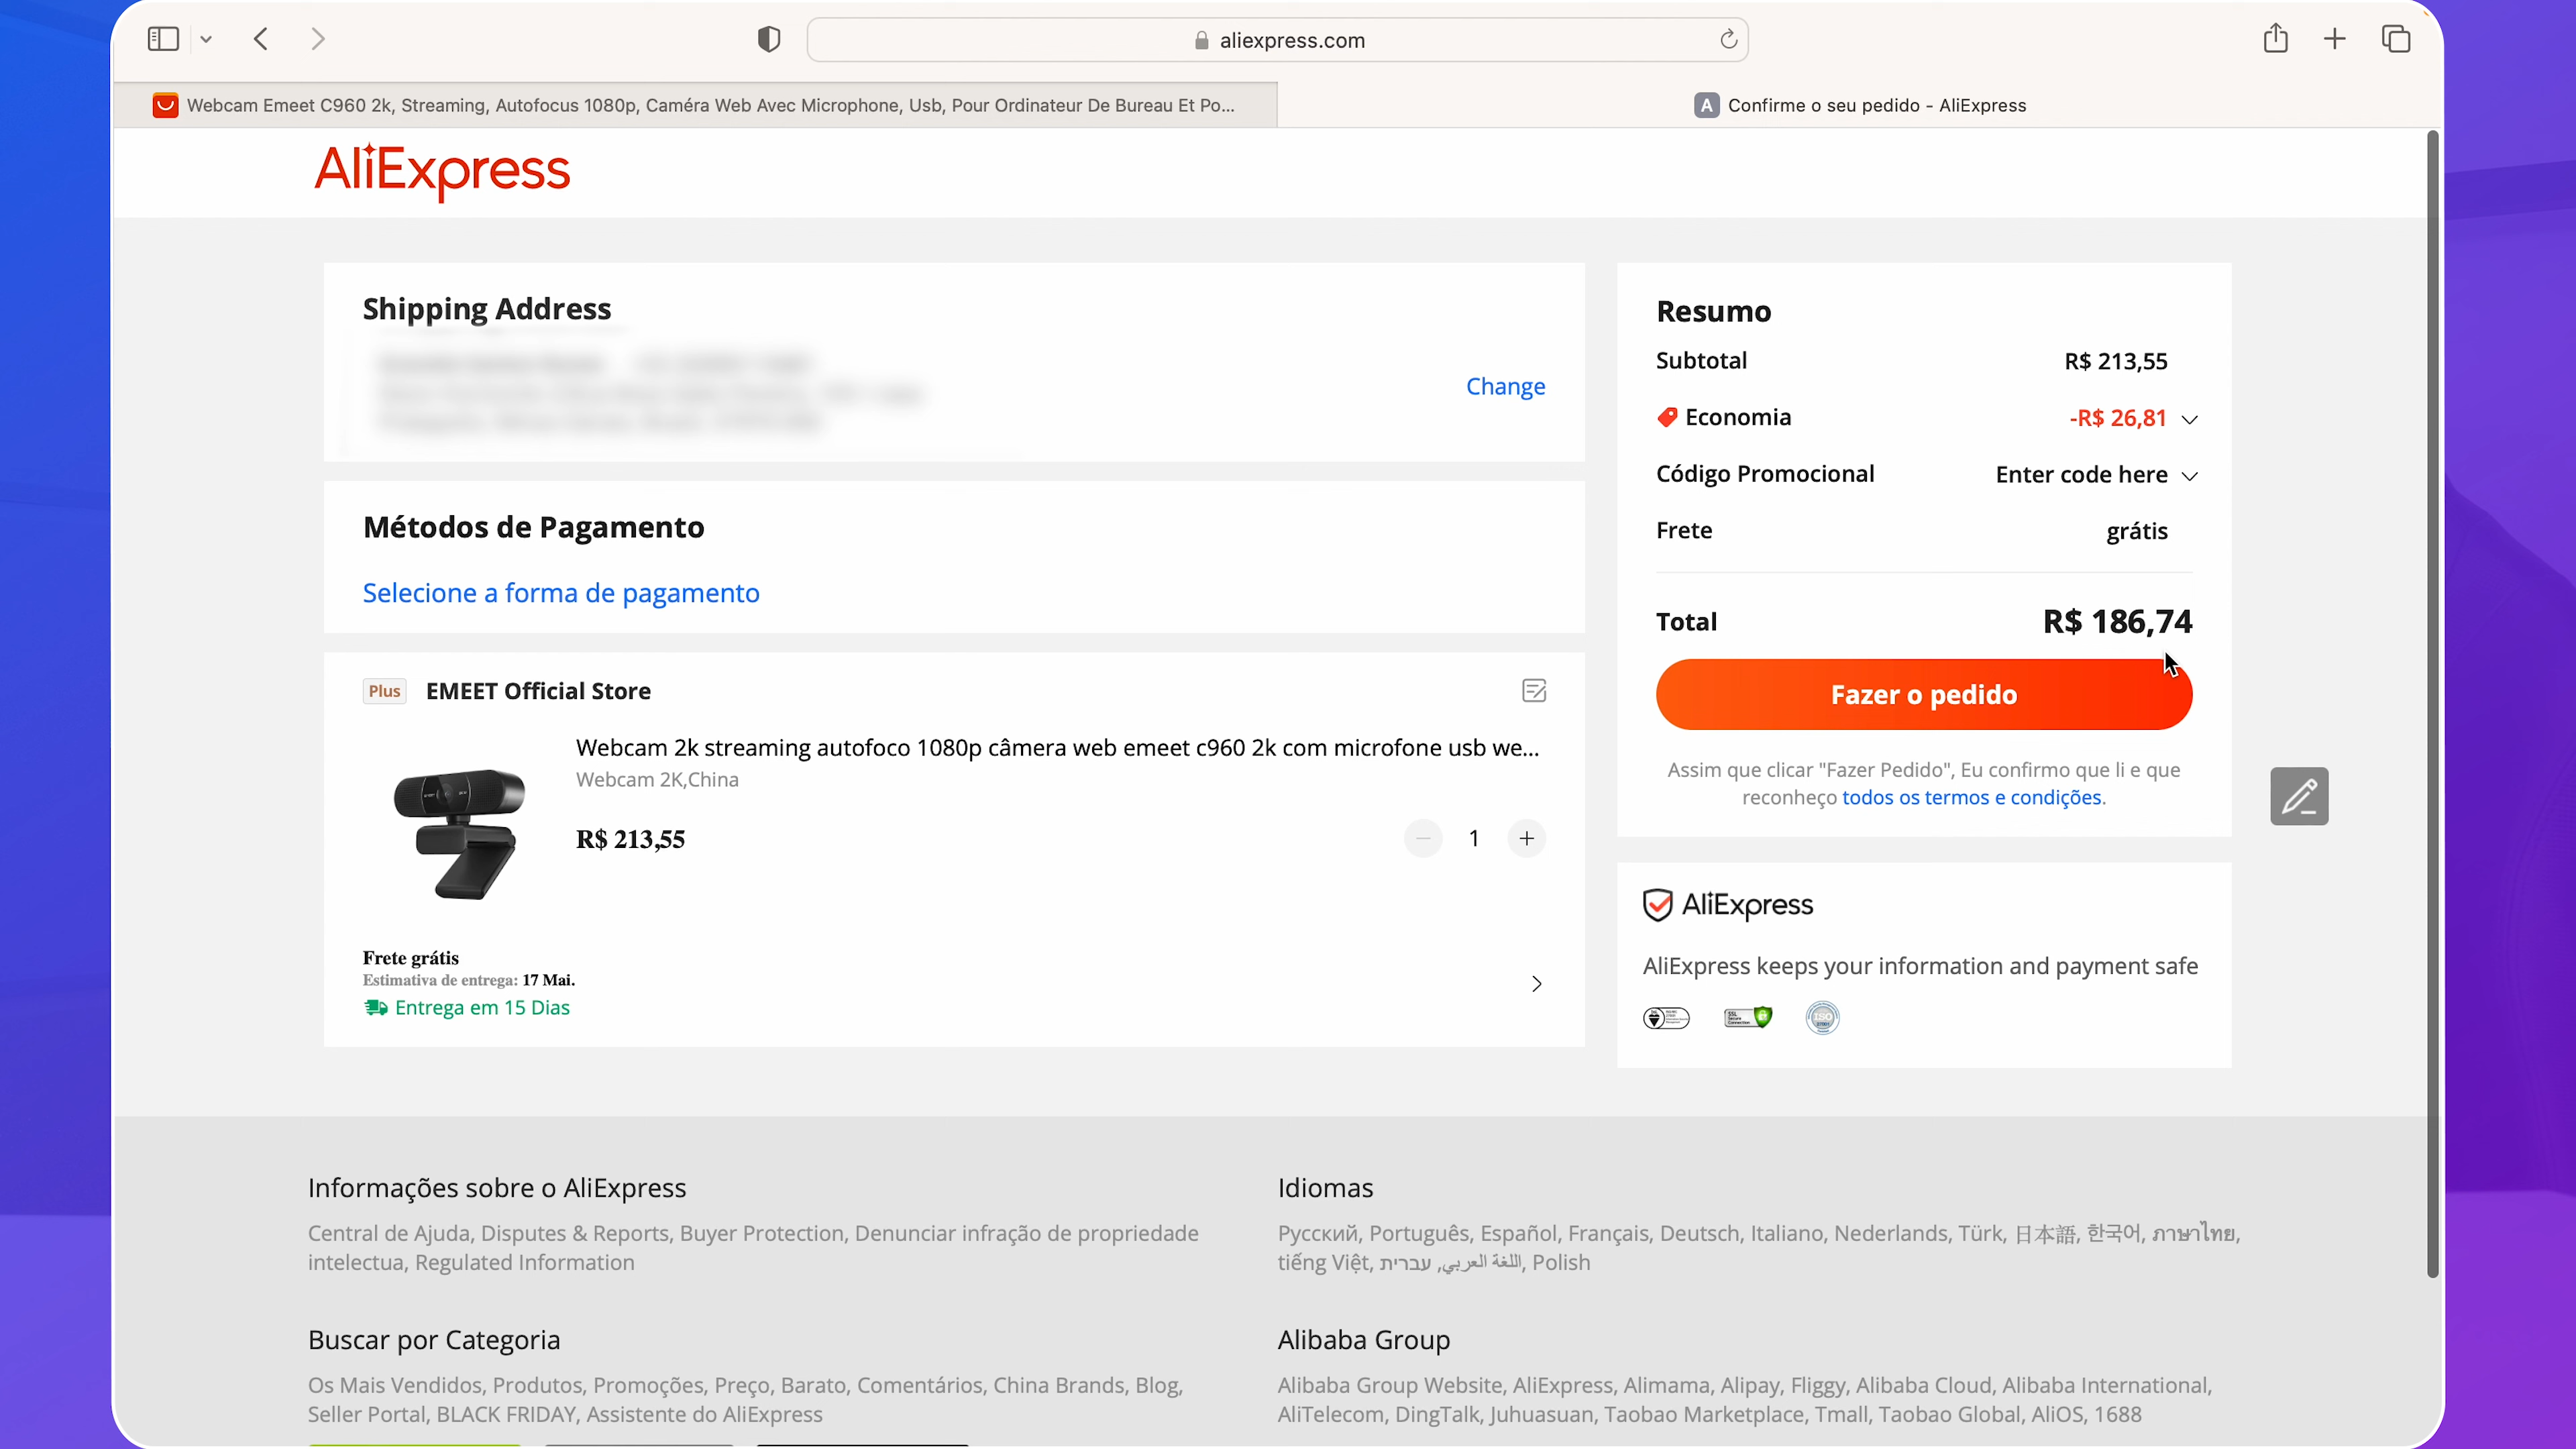 aliexpress.com
Webcam Emeet C960 2k, Streaming, Autofocus 1080p, Caméra Web Avec Microphone, Usb, Pour Ordinateur De Bureau Et Po...
A Confirme o seu pedido - AliExpress
AliExpress
Shipping Address
Change
Métodos de Pagamento
Selecione a forma de pagamento
Plus EMEET Official Store
Webcam 2k streaming autofoco 1080p câmera web emeet c960 2k com microfone usb we...
Webcam 2K,China
R$ 213,55
1
Frete grátis
Estimativa de entrega: 17 Mai.
Entrega em 15 Dias
Resumo
Subtotal R$ 213,55
Economia -R$ 26,81
Código Promocional Enter code here
Frete grátis
Total R$ 186,74
Fazer o pedido
Assim que clicar "Fazer Pedido", Eu confirmo que li e que
reconheço todos os termos e condições.
AliExpress
AliExpress keeps your information and payment safe
Informações sobre o AliExpress
Central de Ajuda, Disputes & Reports, Buyer Protection, Denunciar infração de propriedade
intelectua, Regulated Information
Idiomas
Русский, Português, Español, Français, Deutsch, Italiano, Nederlands, Türk, 日本語, 한국어, ภาษาไทย,
tiếng Việt, اللغة العربي, עברית, Polish
Buscar por Categoria
Os Mais Vendidos, Produtos, Promoções, Preço, Barato, Comentários, China Brands, Blog,
Seller Portal, BLACK FRIDAY, Assistente do AliExpress
Alibaba Group
Alibaba Group Website, AliExpress, Alimama, Alipay, Fliggy, Alibaba Cloud, Alibaba International,
AliTelecom, DingTalk, Juhuasuan, Taobao Marketplace, Tmall, Taobao Global, AliOS, 1688